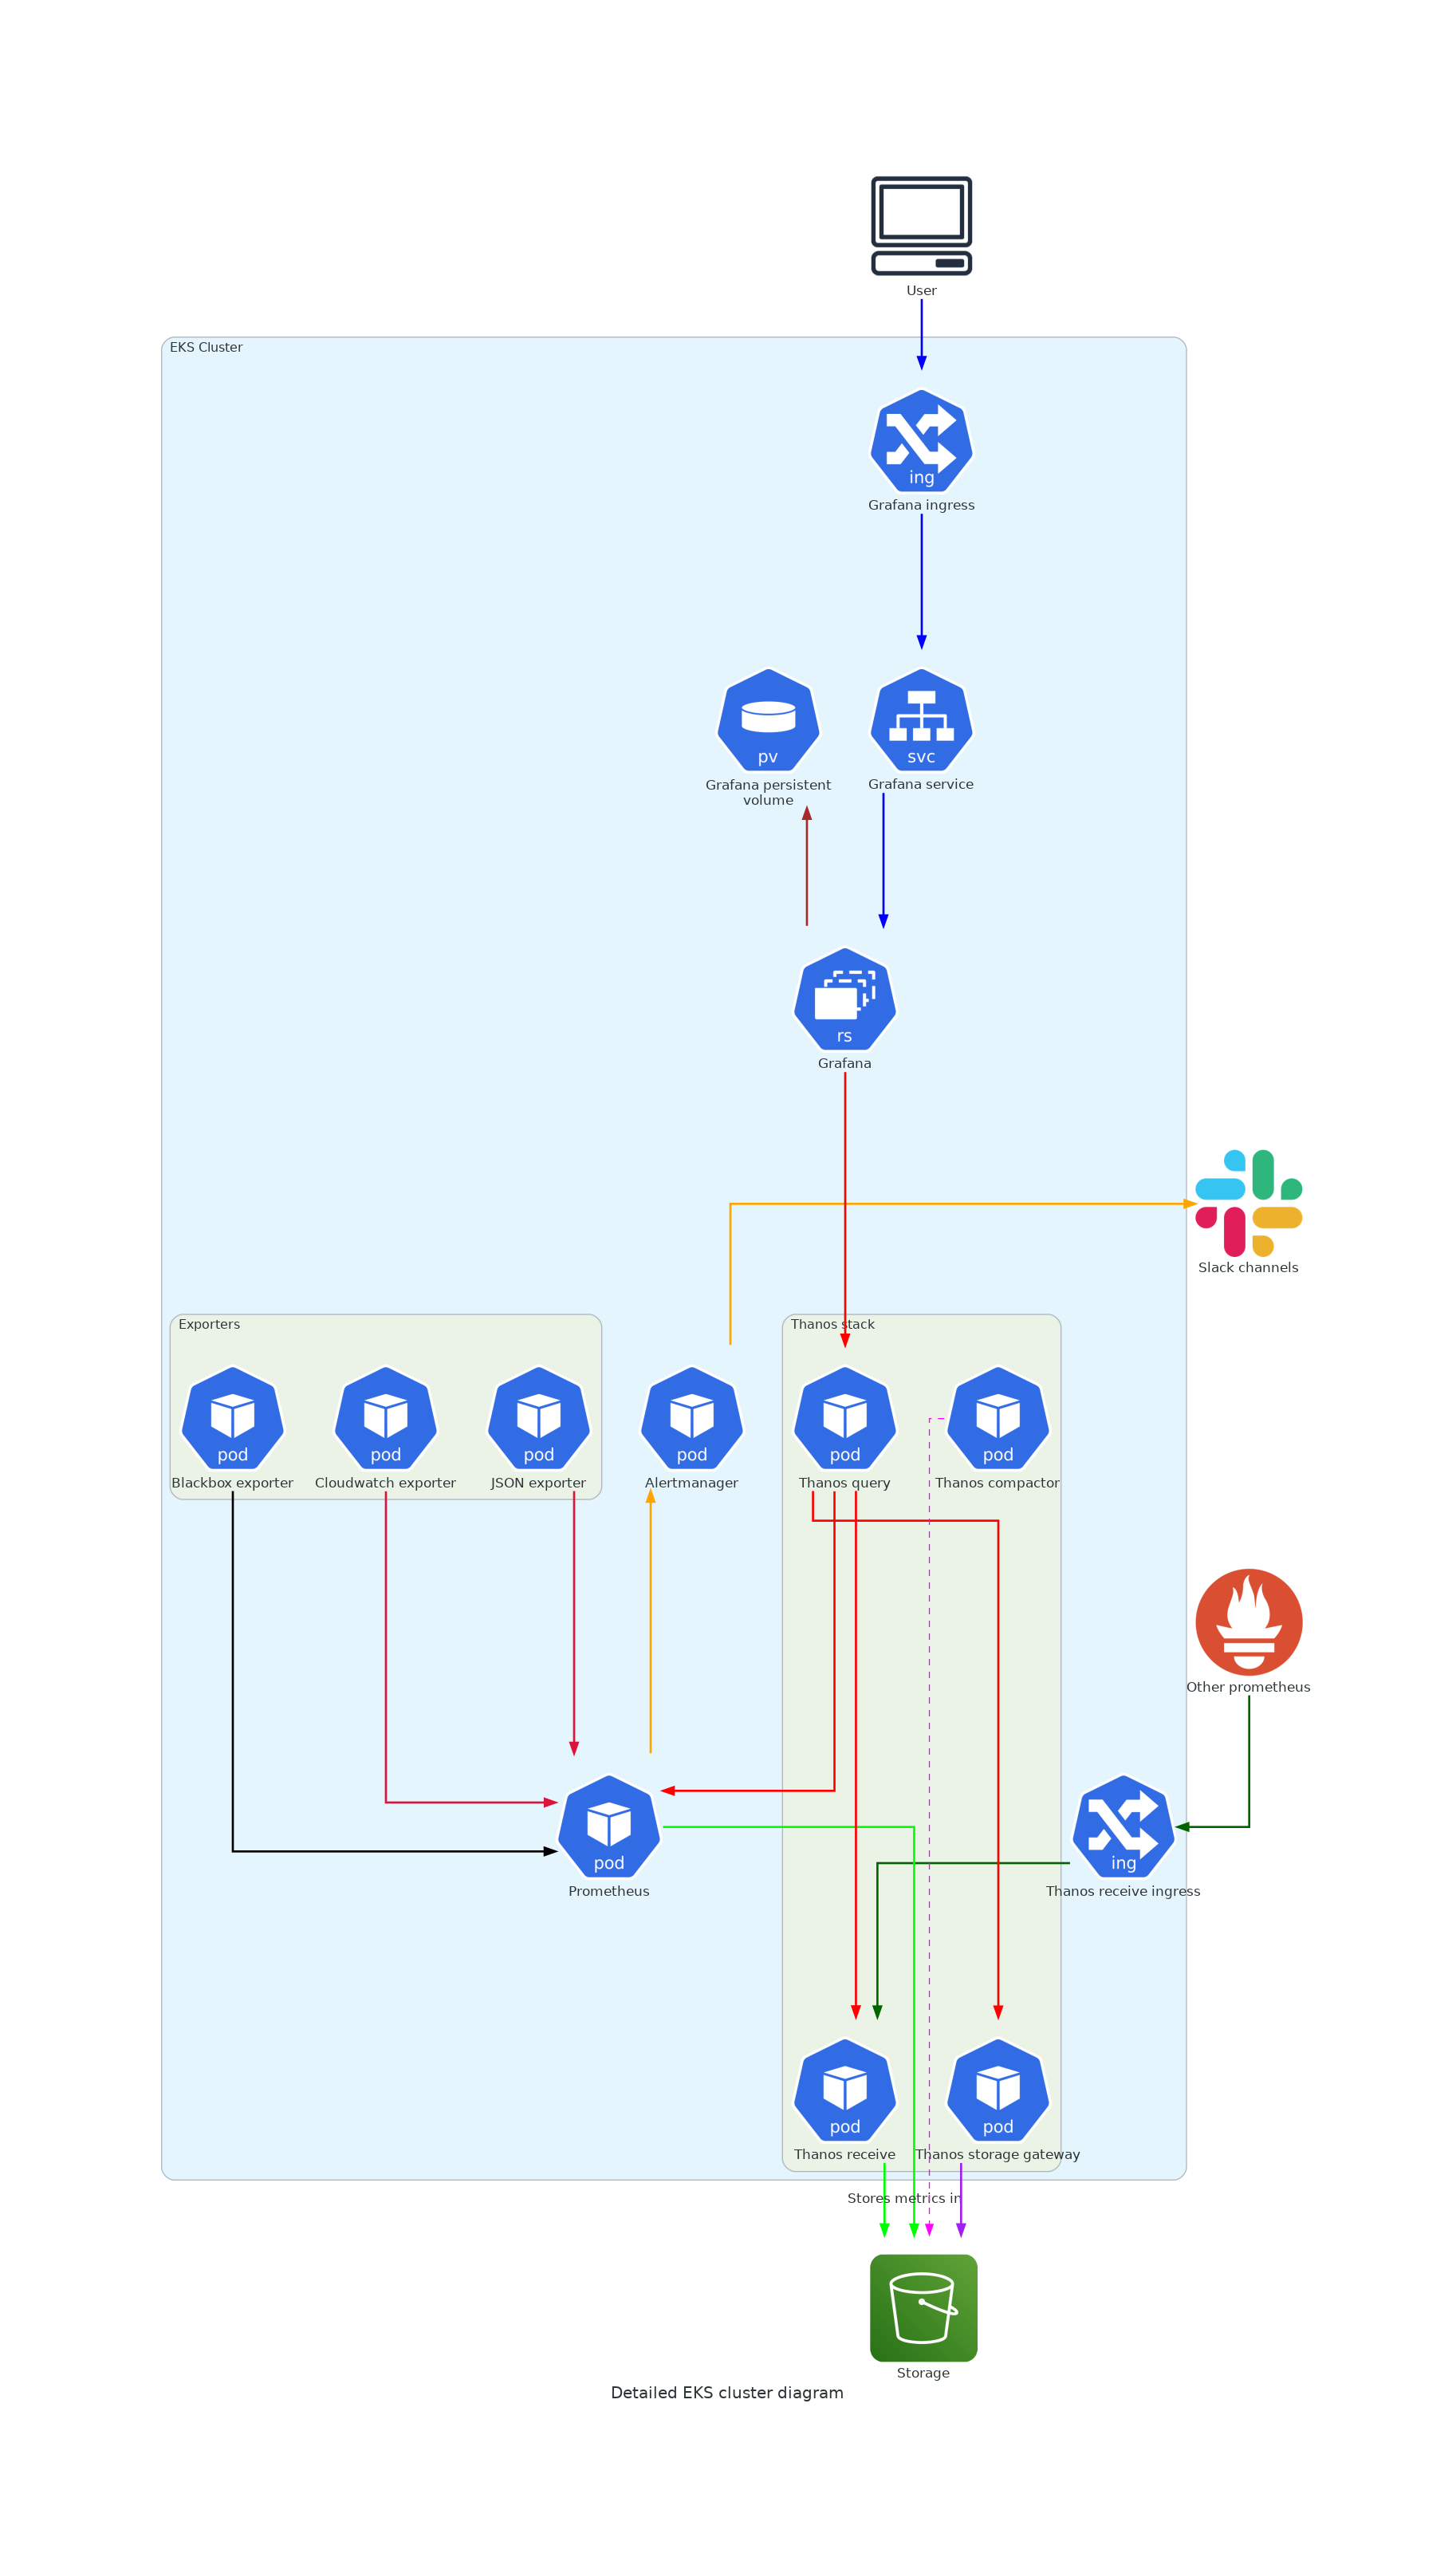 User
EKS Cluster
ing
Grafana ingress
pv
svc
Grafana persistent
volume
Grafana service
rs
Grafana
Slack channels
Exporters
Thanos stack
pod
pod
pod
pod
pod
pod
Blackbox exporter
Cloudwatch exporter
JSON exporter
Alertmanager
Thanos query
Thanos compactor
Other prometheus
pod
ing
Prometheus
Thanos receive ingress
pod
pod
Thanos receive
Thanos storage gateway
Stores metrics in
Storage
Detailed EKS cluster diagram